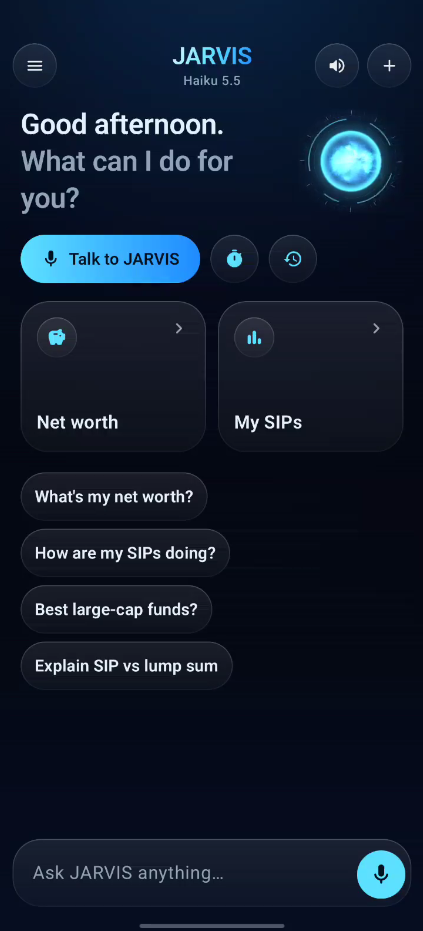 JARVIS
Haiku 5.5
Good afternoon.
What can I do for
you?
Talk to JARVIS
Net worth
My SIPs
What's my net worth?
How are my SIPs doing?
Best large-cap funds?
Explain SIP vs lump sum
Ask JARVIS anything…